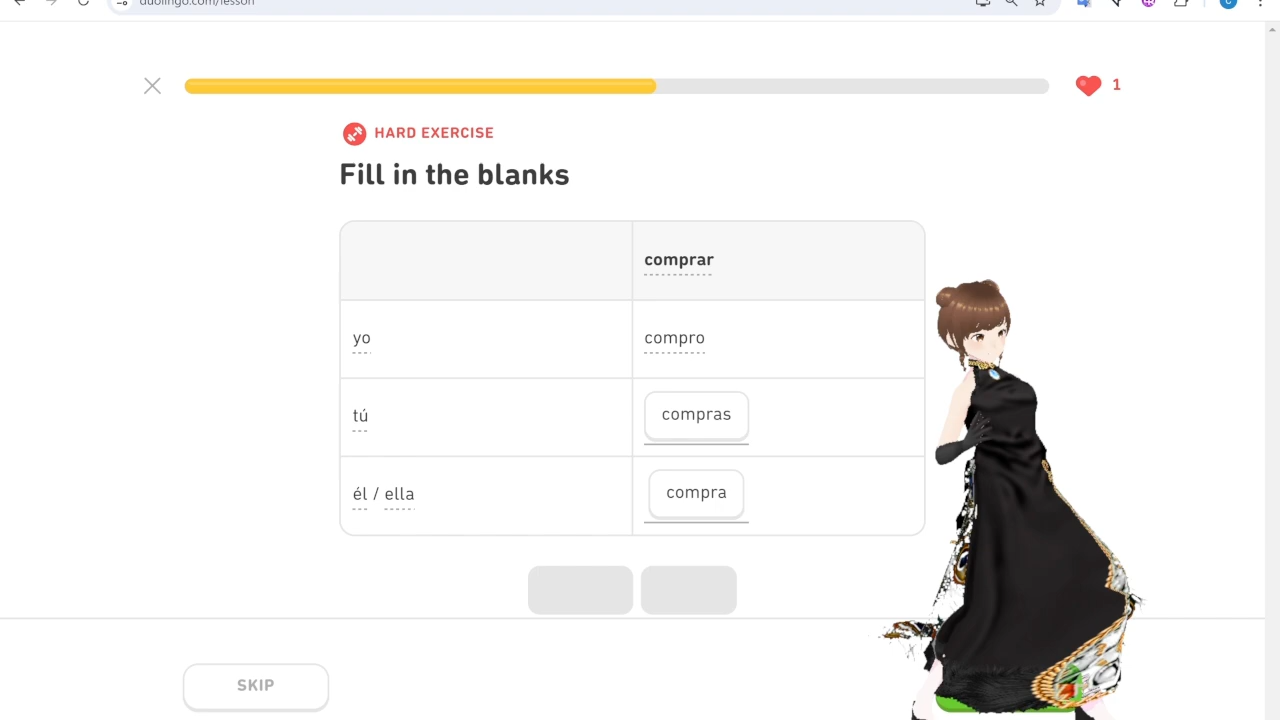 duolingo.com/lesson
1
HARD EXERCISE
Fill in the blanks
comprar
yo compro
tú compras
él / ella compra
SKIP